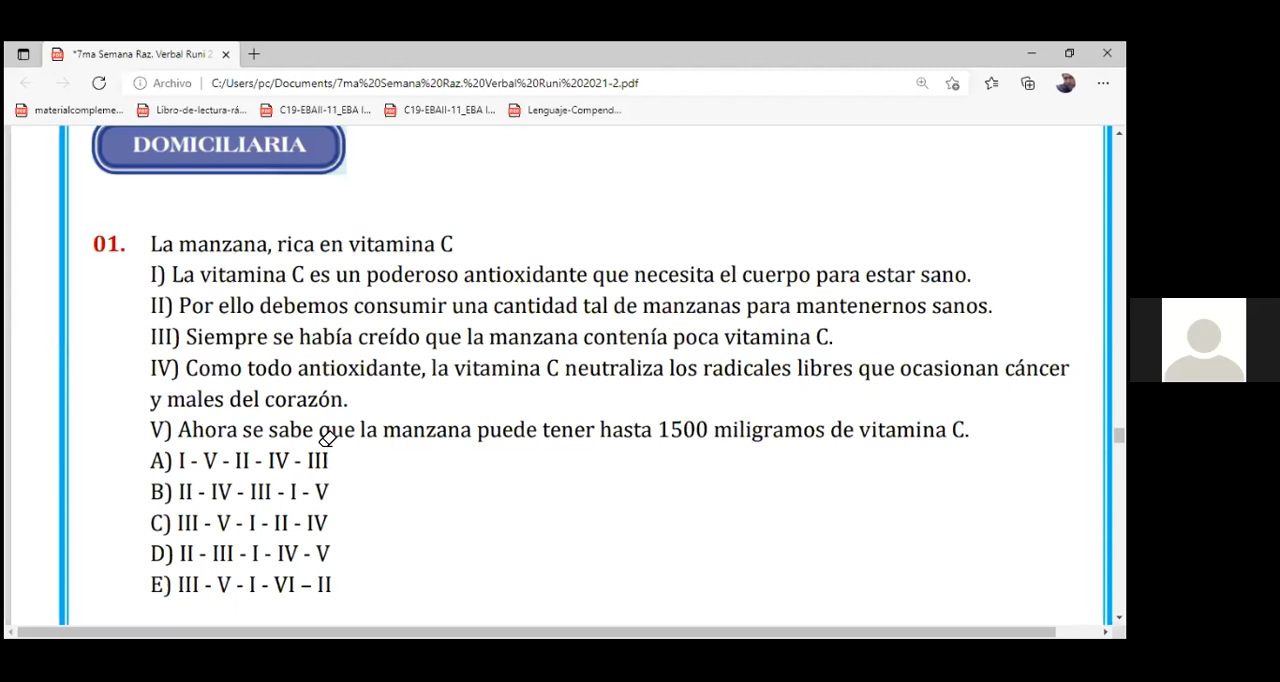 *7ma Semana Raz. Verbal Runi 2
Archivo
C:/Users/pc/Documents/7ma%20Semana%20Raz.%20Verbal%20Runi%202021-2.pdf
materialcompleme...
Libro-de-lectura-rá...
C19-EBAII-11_EBA I...
C19-EBAII-11_EBA I...
Lenguaje-Compend...
DOMICILIARIA
01. La manzana, rica en vitamina C
I) La vitamina C es un poderoso antioxidante que necesita el cuerpo para estar sano.
II) Por ello debemos consumir una cantidad tal de manzanas para mantenernos sanos.
III) Siempre se había creído que la manzana contenía poca vitamina C.
IV) Como todo antioxidante, la vitamina C neutraliza los radicales libres que ocasionan cáncer
y males del corazón.
V) Ahora se sabe que la manzana puede tener hasta 1500 miligramos de vitamina C.
A) I - V - II - IV - III
B) II - IV - III - I - V
C) III - V - I - II - IV
D) II - III - I - IV - V
E) III - V - I - VI – II